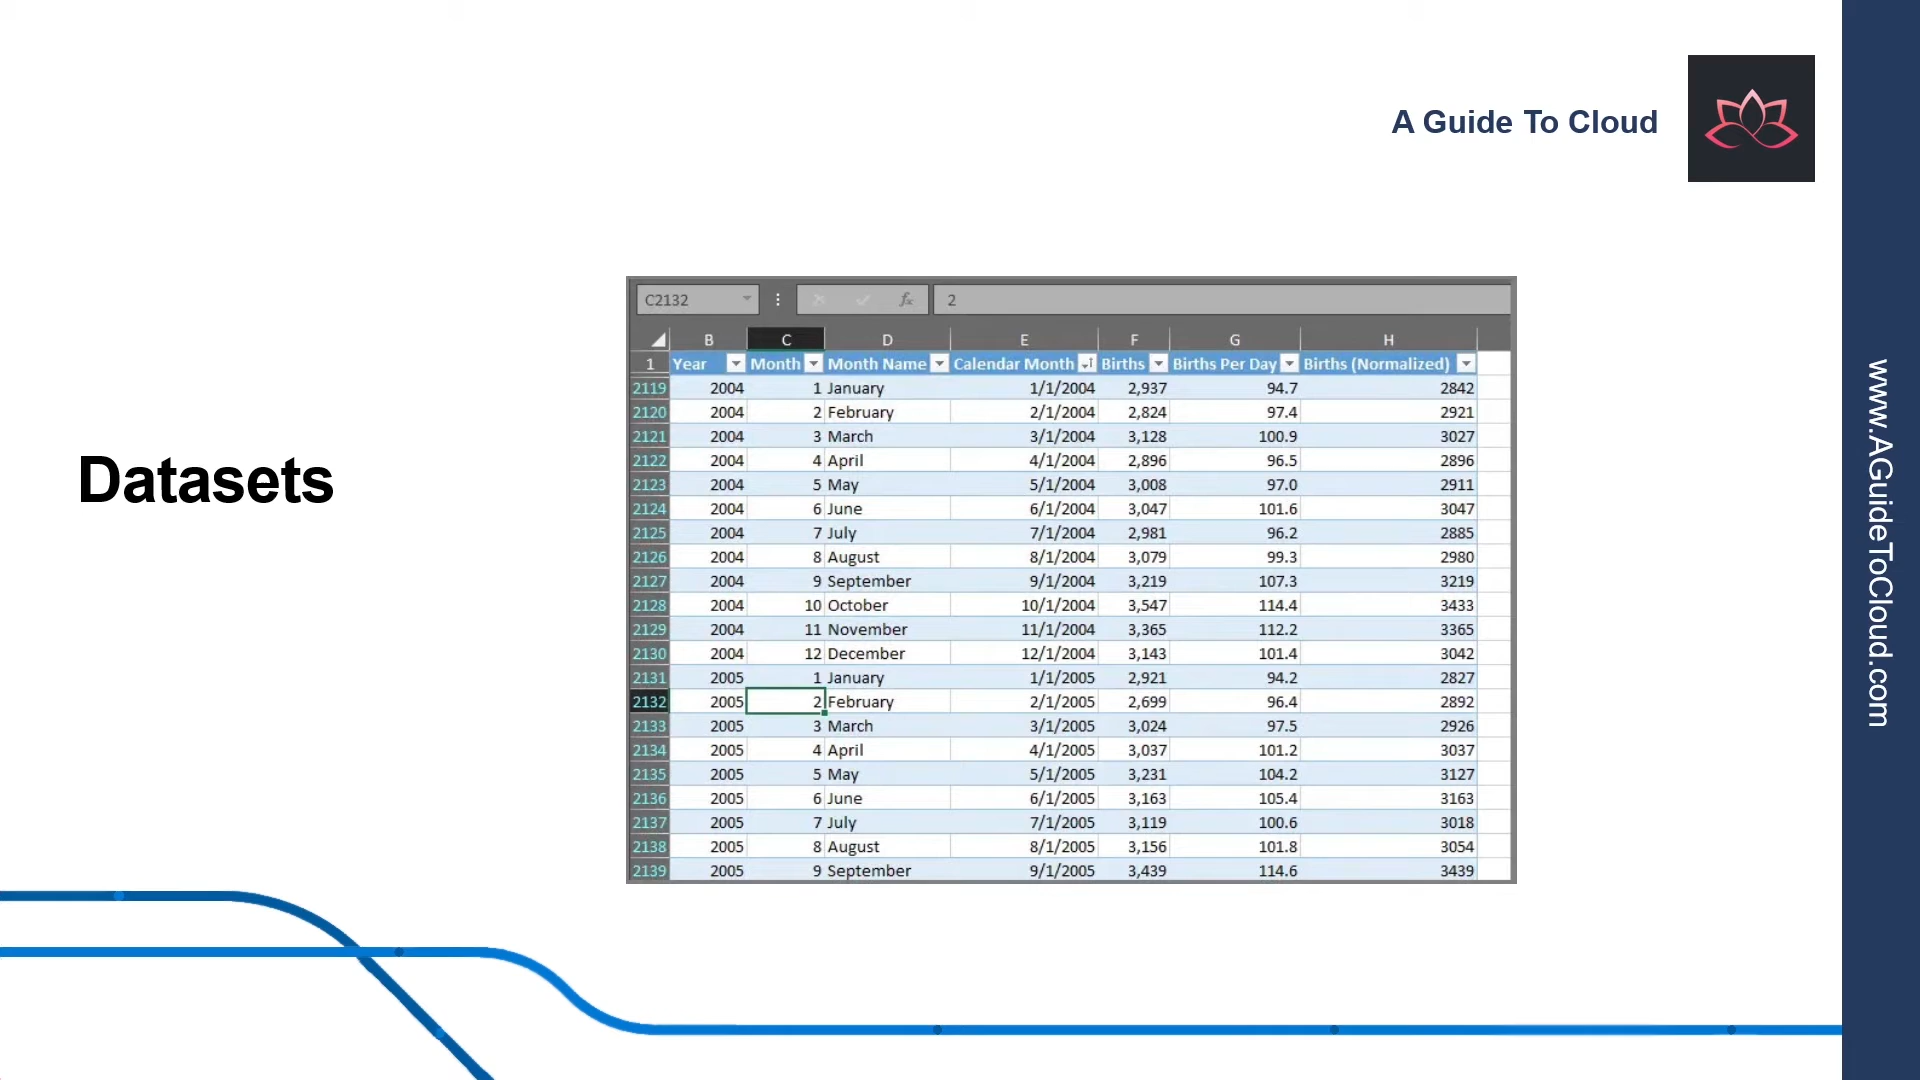 A Guide To Cloud
www.AGuideToCloud.com
Datasets
C2132 fx 2
B C D E F G H
1 Year Month Month Name Calendar Month Births Births Per Day Births (Normalized)
2119 2004 1 January 1/1/2004 2,937 94.7 2842
2120 2004 2 February 2/1/2004 2,824 97.4 2921
2121 2004 3 March 3/1/2004 3,128 100.9 3027
2122 2004 4 April 4/1/2004 2,896 96.5 2896
2123 2004 5 May 5/1/2004 3,008 97.0 2911
2124 2004 6 June 6/1/2004 3,047 101.6 3047
2125 2004 7 July 7/1/2004 2,981 96.2 2885
2126 2004 8 August 8/1/2004 3,079 99.3 2980
2127 2004 9 September 9/1/2004 3,219 107.3 3219
2128 2004 10 October 10/1/2004 3,547 114.4 3433
2129 2004 11 November 11/1/2004 3,365 112.2 3365
2130 2004 12 December 12/1/2004 3,143 101.4 3042
2131 2005 1 January 1/1/2005 2,921 94.2 2827
2132 2005 2 February 2/1/2005 2,699 96.4 2892
2133 2005 3 March 3/1/2005 3,024 97.5 2926
2134 2005 4 April 4/1/2005 3,037 101.2 3037
2135 2005 5 May 5/1/2005 3,231 104.2 3127
2136 2005 6 June 6/1/2005 3,163 105.4 3163
2137 2005 7 July 7/1/2005 3,119 100.6 3018
2138 2005 8 August 8/1/2005 3,156 101.8 3054
2139 2005 9 September 9/1/2005 3,439 114.6 3439